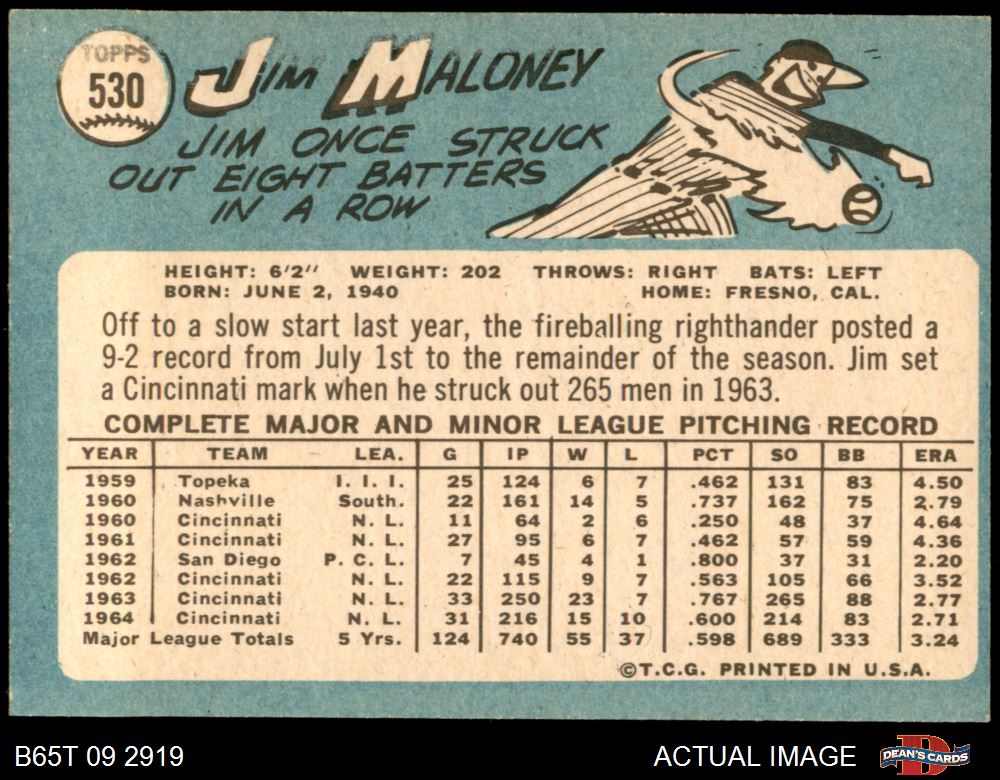 TOPPS
530
JIM MALONEY
JIM ONCE STRUCK
OUT EIGHT BATTERS
IN A ROW
HEIGHT: 6'2" WEIGHT: 202 THROWS: RIGHT BATS: LEFT
BORN: JUNE 2, 1940 HOME: FRESNO, CAL.
Off to a slow start last year, the fireballing righthander posted a
9-2 record from July 1st to the remainder of the season. Jim set
a Cincinnati mark when he struck out 265 men in 1963.
COMPLETE MAJOR AND MINOR LEAGUE PITCHING RECORD
YEAR TEAM LEA. G IP W L PCT SO BB ERA
1959 Topeka I. I. I. 25 124 6 7 .462 131 83 4.50
1960 Nashville South. 22 161 14 5 .737 162 75 2.79
1960 Cincinnati N. L. 11 64 2 6 .250 48 37 4.64
1961 Cincinnati N. L. 27 95 6 7 .462 57 59 4.36
1962 San Diego P. C. L. 7 45 4 1 .800 37 31 2.20
1962 Cincinnati N. L. 22 115 9 7 .563 105 66 3.52
1963 Cincinnati N. L. 33 250 23 7 .767 265 88 2.77
1964 Cincinnati N. L. 31 216 15 10 .600 214 83 2.71
Major League Totals 5 Yrs. 124 740 55 37 .598 689 333 3.24
©T.C.G. PRINTED IN U.S.A.
B65T 09 2919 ACTUAL IMAGE DEAN'S CARDS